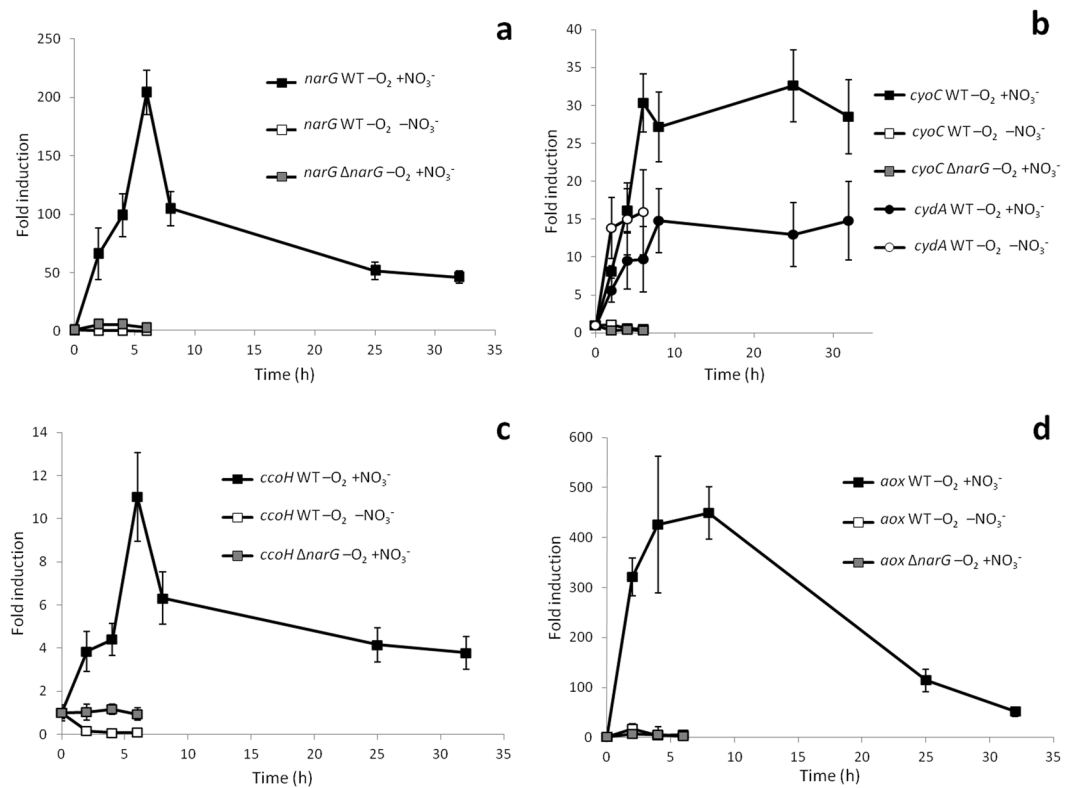 a
250
200
150
100
50
0
0 5 10 15 20 25 30 35
Fold induction
Time (h)
narG WT –O₂ +NO₃⁻
narG WT –O₂ –NO₃⁻
narG ΔnarG –O₂ +NO₃⁻
b
40
35
30
25
20
15
10
5
0
0 10 20 30
Fold induction
Time (h)
cyoC WT –O₂ +NO₃⁻
cyoC WT –O₂ –NO₃⁻
cyoC ΔnarG –O₂ +NO₃⁻
cydA WT –O₂ +NO₃⁻
cydA WT –O₂ –NO₃⁻
c
14
12
10
8
6
4
2
0
0 5 10 15 20 25 30 35
Fold induction
Time (h)
ccoH WT –O₂ +NO₃⁻
ccoH WT –O₂ –NO₃⁻
ccoH ΔnarG –O₂ +NO₃⁻
d
600
500
400
300
200
100
0
0 5 10 15 20 25 30 35
Fold induction
Time (h)
aox WT –O₂ +NO₃⁻
aox WT –O₂ –NO₃⁻
aox ΔnarG –O₂ +NO₃⁻